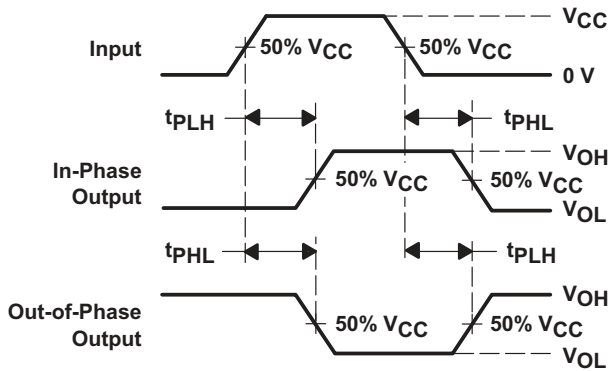 VCC
Input
50% VCC
50% VCC
0 V
tPLH
tPHL
VOH
In-Phase
Output
50% VCC
50% VCC
VOL
tPHL
tPLH
VOH
Out-of-Phase
Output
50% VCC
50% VCC
VOL